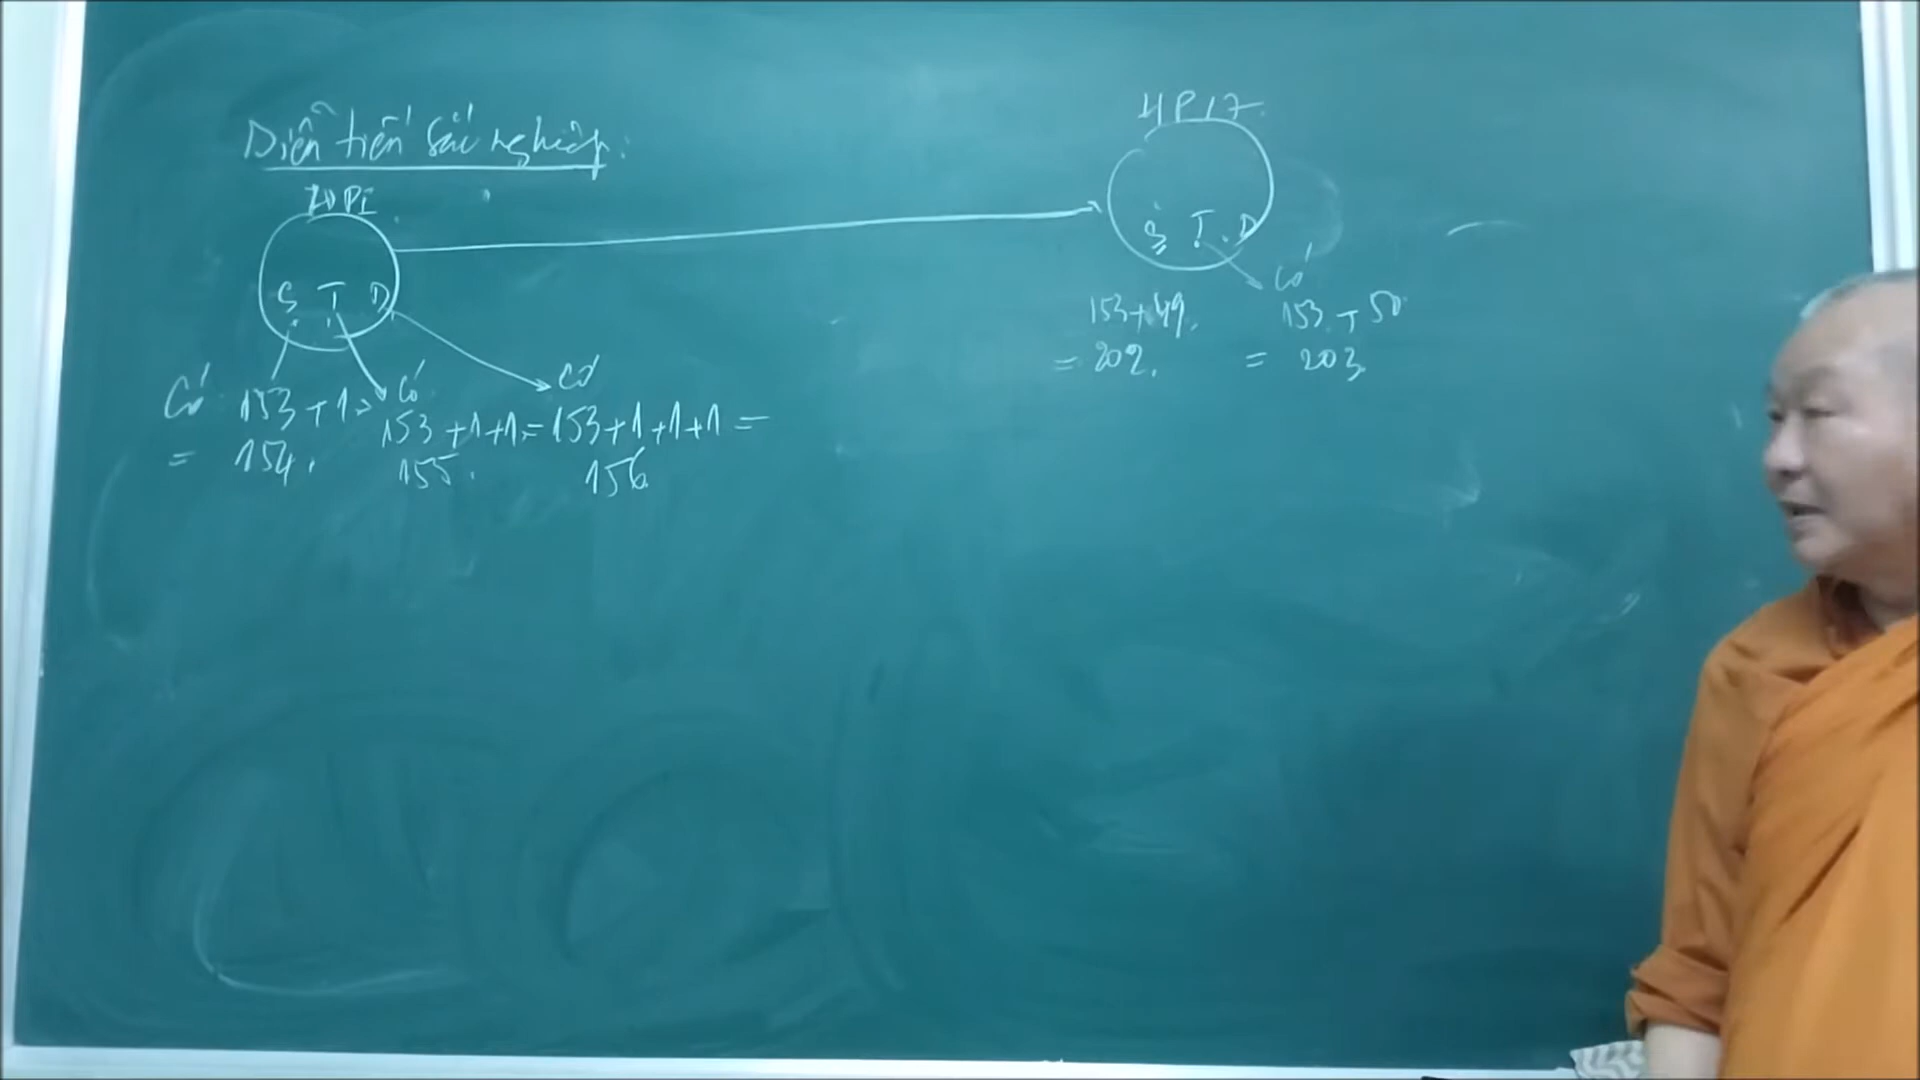 Diễn tiến sắc nghiệp:
HP17.
S T D
S T D
Có 153+1=
= 154.
Có
153+1+1=
155.
Có
153+1+1+1=
156.
153+49.
= 202.
Có
153+50
= 203